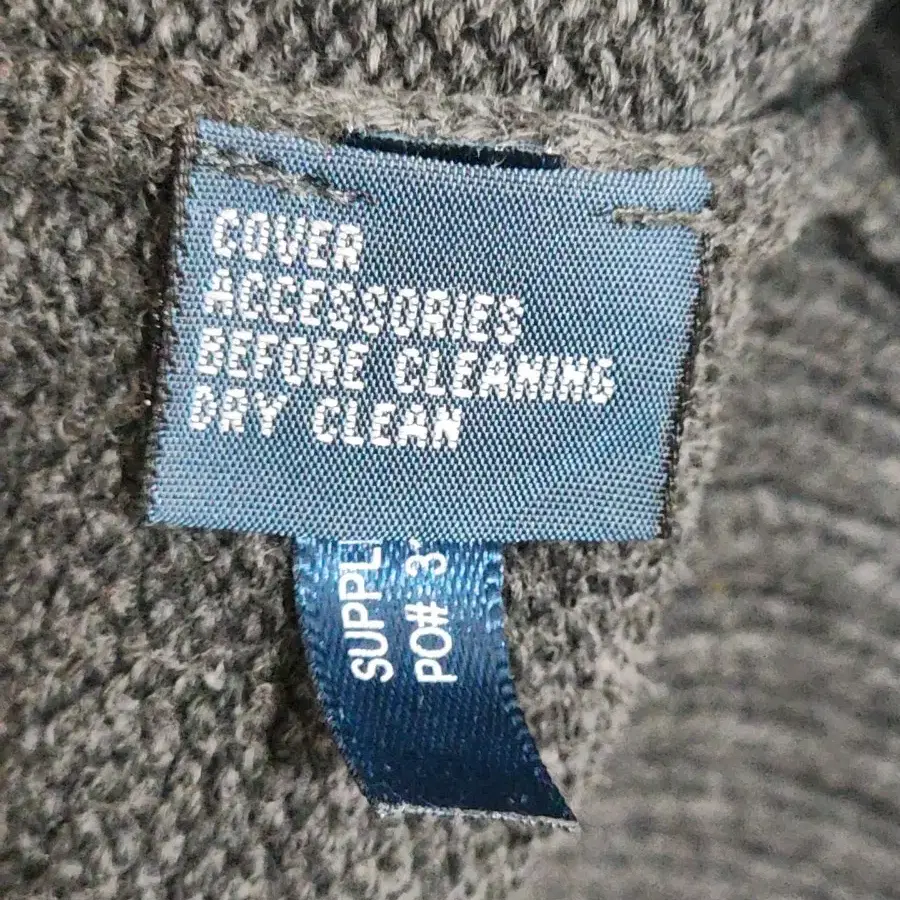 COVER
ACCESSORIES
BEFORE CLEANING
DRY CLEAN
PO# 3